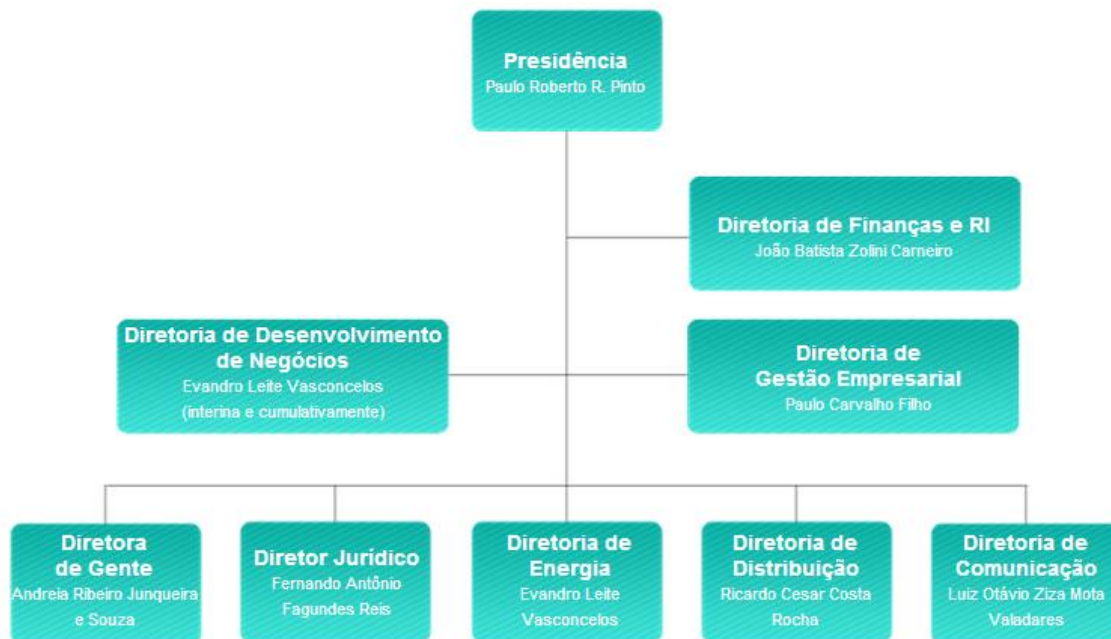 Presidência
Paulo Roberto R. Pinto
Diretoria de Finanças e RI
João Batista Zolini Carneiro
Diretoria de Desenvolvimento
de Negócios
Evandro Leite Vasconcelos
(interina e cumulativamente)
Diretoria de
Gestão Empresarial
Paulo Carvalho Filho
Diretora
de Gente
Andreia Ribeiro Junqueira
e Souza
Diretor Jurídico
Fernando Antônio
Fagundes Reis
Diretoria de
Energia
Evandro Leite
Vasconcelos
Diretoria de
Distribuição
Ricardo Cesar Costa
Rocha
Diretoria de
Comunicação
Luiz Otávio Ziza Mota
Valadares